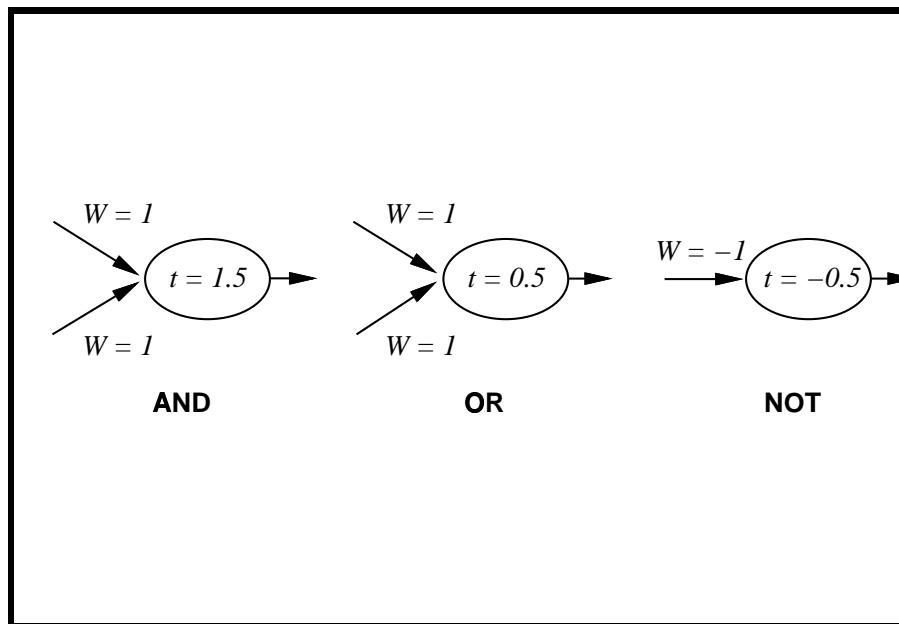 W = 1 W = 1 W = −1
t = 1.5 t = 0.5 t = −0.5
W = 1 W = 1
AND OR NOT